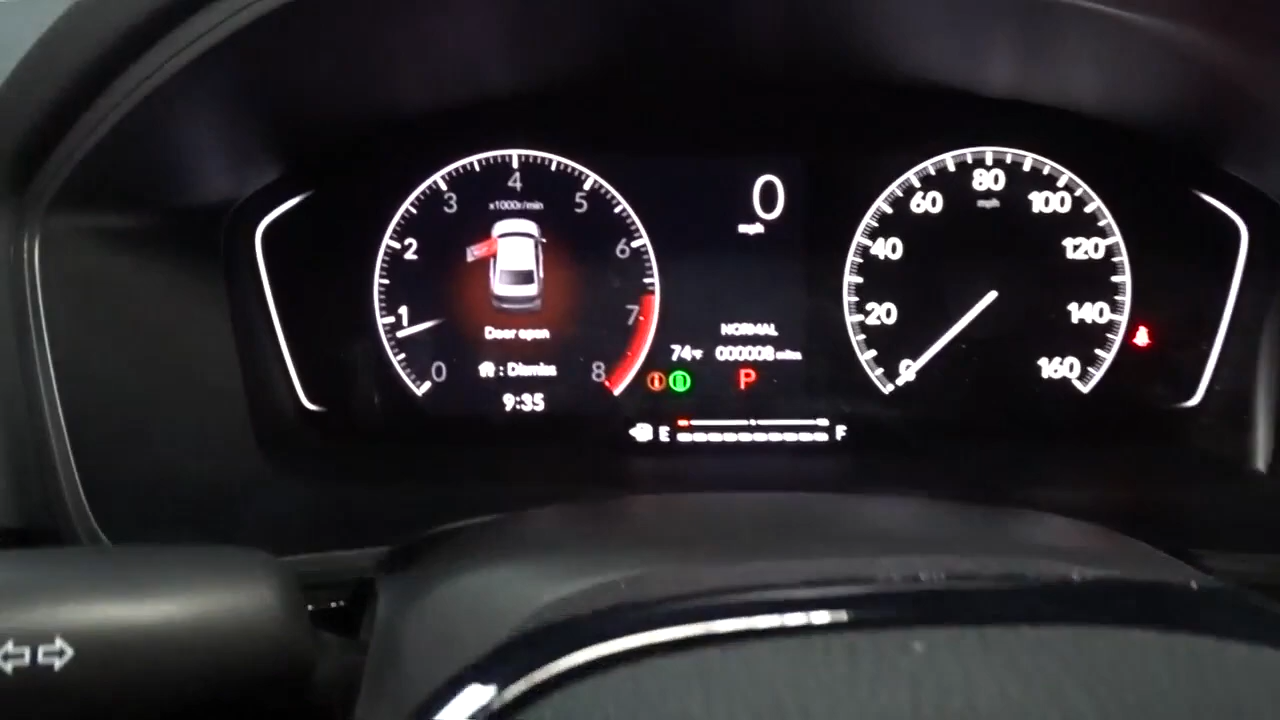 0
1
2
3
4
5
6
7
8
x1000r/min
Door open
: Dismiss
9:35
0
mph
NORMAL
74°F 000008 miles
P
E F
0
20
40
60
80
100
120
140
160
mph